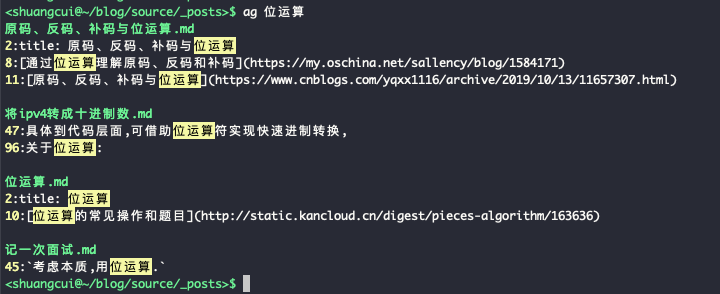 <shuangcui@~/blog/source/_posts>$ ag 位运算
原码、反码、补码与位运算.md
2:title: 原码、反码、补码与位运算
8:[通过位运算理解原码、反码和补码](https://my.oschina.net/sallency/blog/1584171)
11:[原码、反码、补码与位运算](https://www.cnblogs.com/yqxx1116/archive/2019/10/13/11657307.html)
将ipv4转成十进制数.md
47:具体到代码层面,可借助位运算符实现快速进制转换,
96:关于位运算:
位运算.md
2:title: 位运算
10:[位运算的常见操作和题目](http://static.kancloud.cn/digest/pieces-algorithm/163636)
记一次面试.md
45:`考虑本质,用位运算.`
<shuangcui@~/blog/source/_posts>$